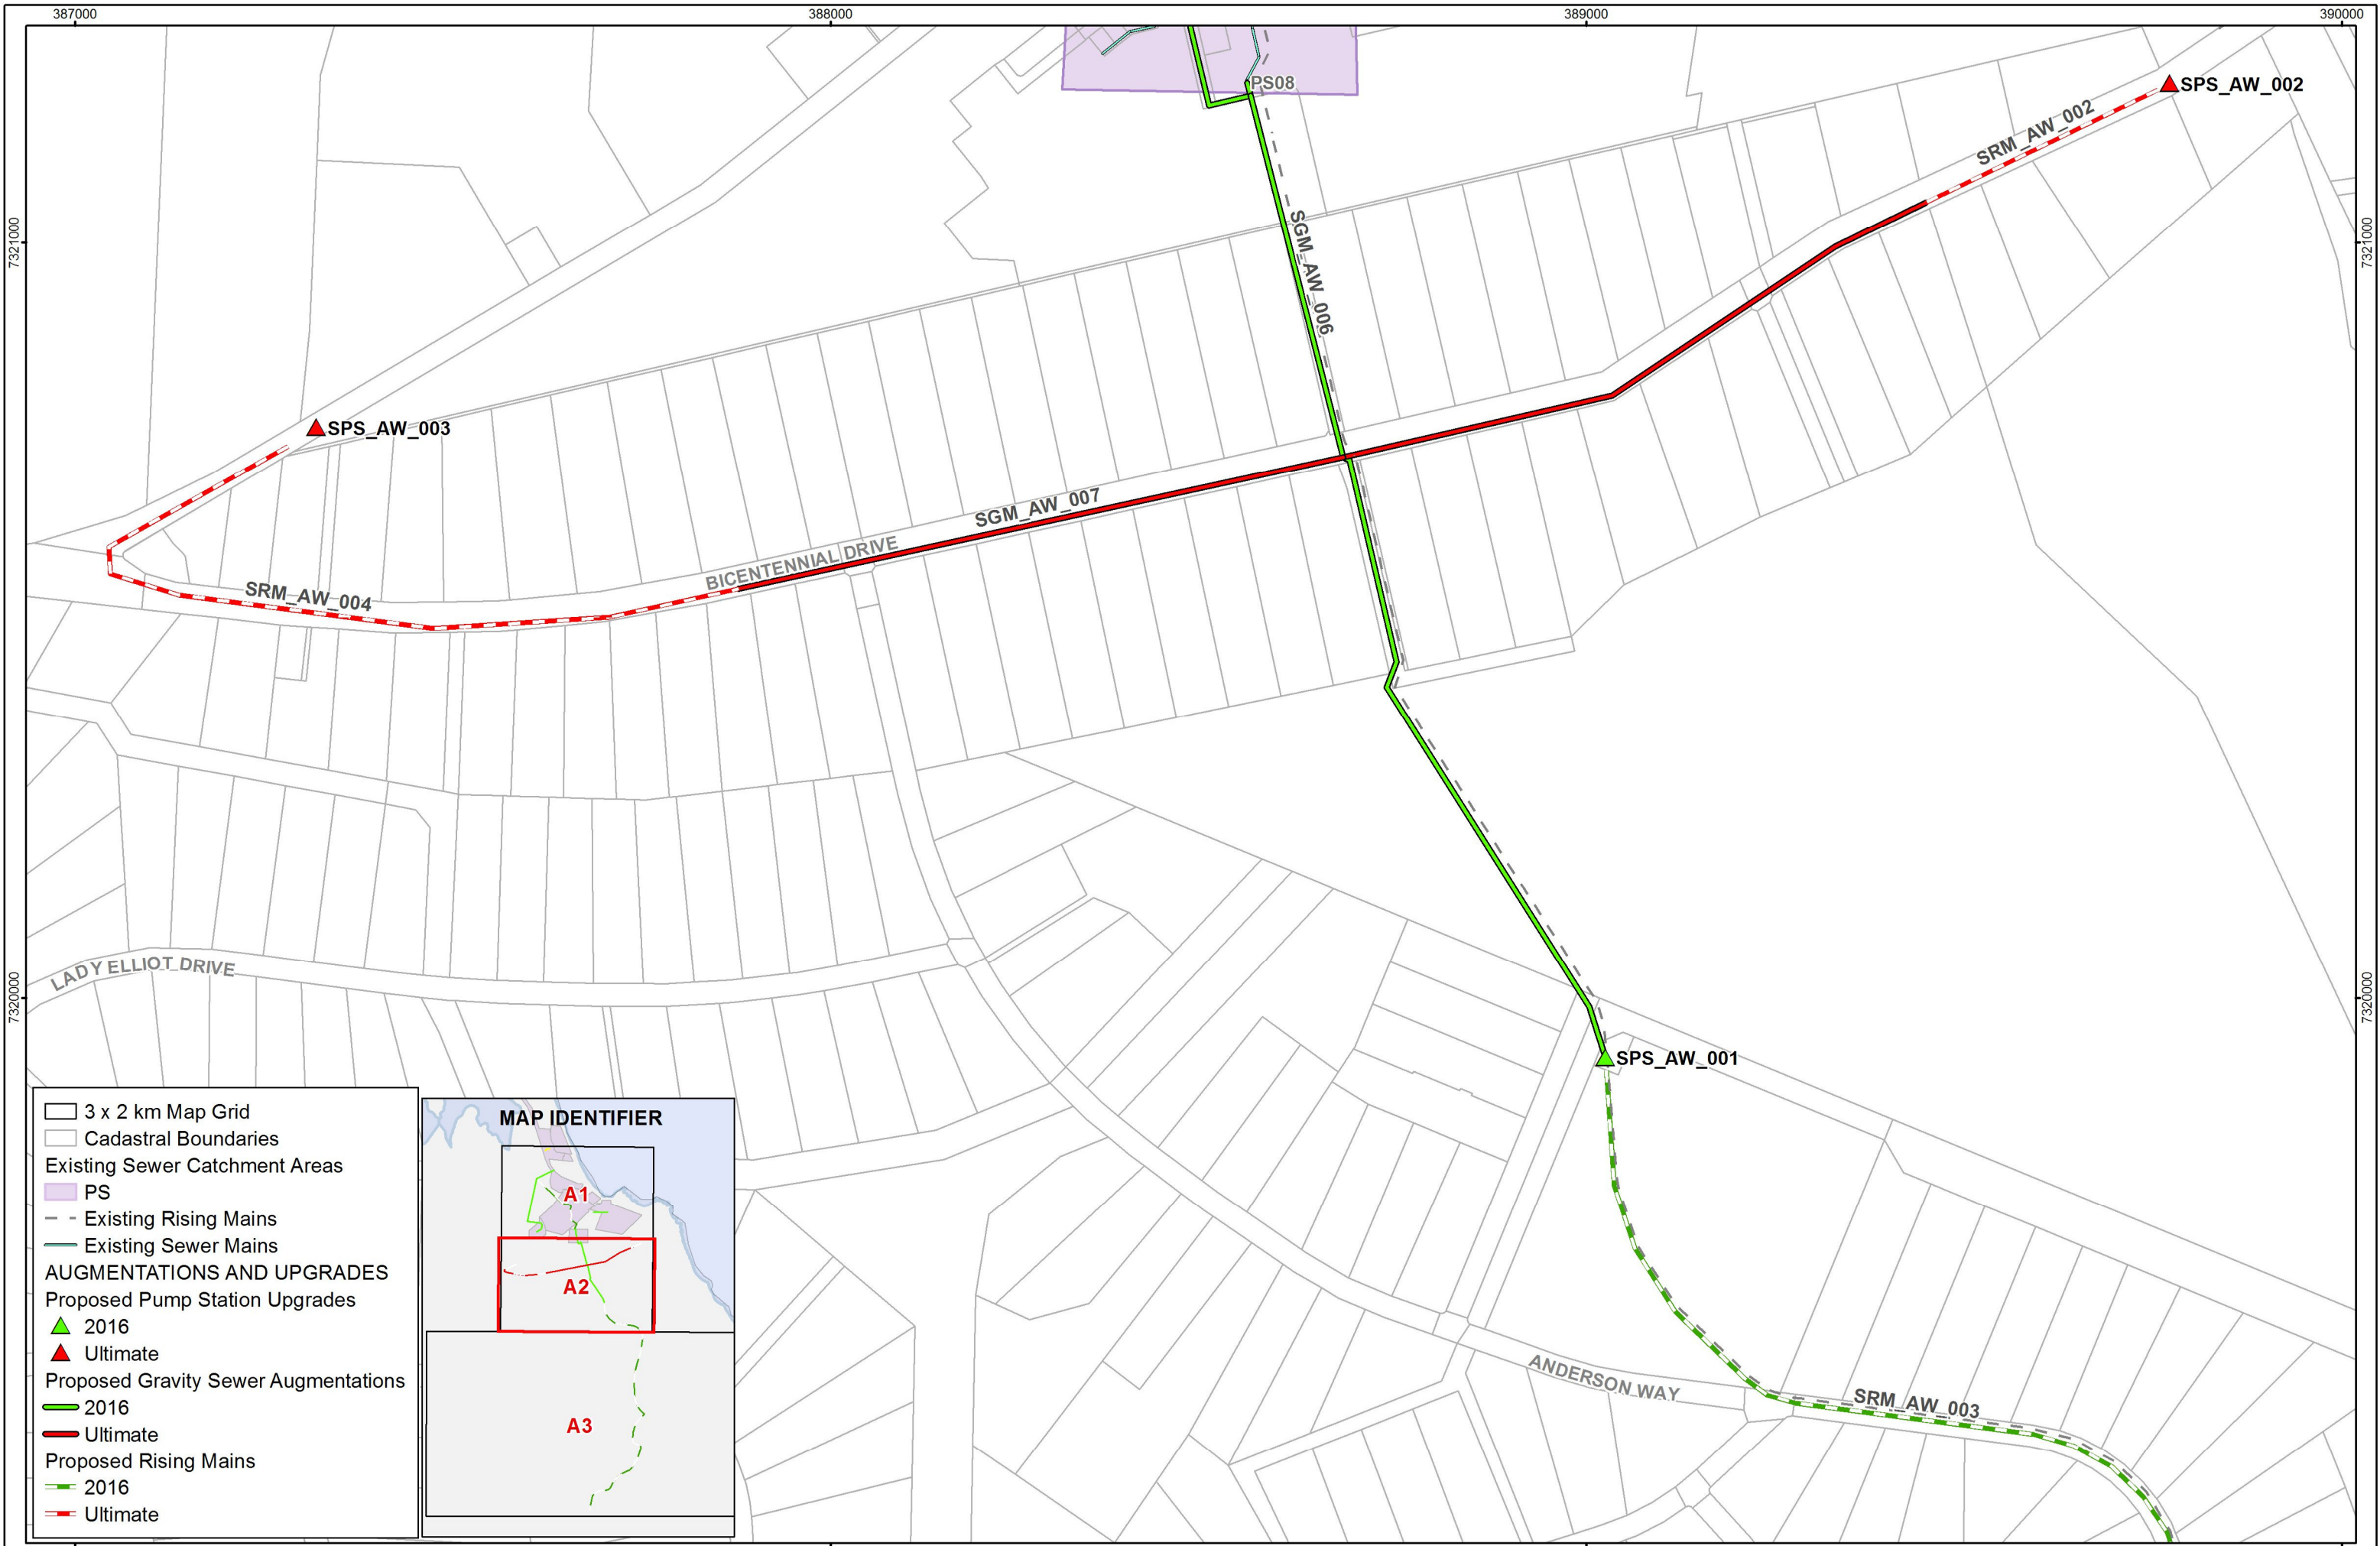 387000
388000
389000
390000
PS08
SPS_AW_002
SRM_AW_002
7321000
7321000
SGM_AW_006
SPS_AW_003
SGM_AW_007
BICENTENNIAL DRIVE
SRM_AW_004
LADY ELLIOT DRIVE
7320000
7320000
SPS_AW_001
ANDERSON WAY
SRM_AW_003
3 x 2 km Map Grid
Cadastral Boundaries
Existing Sewer Catchment Areas
PS
Existing Rising Mains
Existing Sewer Mains
AUGMENTATIONS AND UPGRADES
Proposed Pump Station Upgrades
2016
Ultimate
Proposed Gravity Sewer Augmentations
2016
Ultimate
Proposed Rising Mains
2016
Ultimate
MAP IDENTIFIER
A1
A2
A3